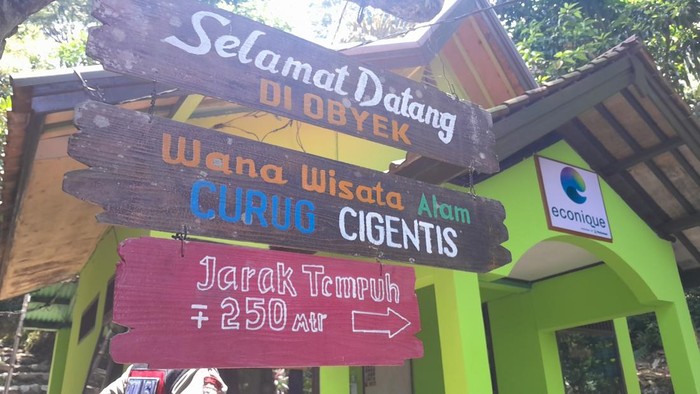 Selamat Datang
DI OBYEK
Wana Wisata Alam
CURUG CIGENTIS
Jarak Tempuh
∓ 250 Mtr
econique